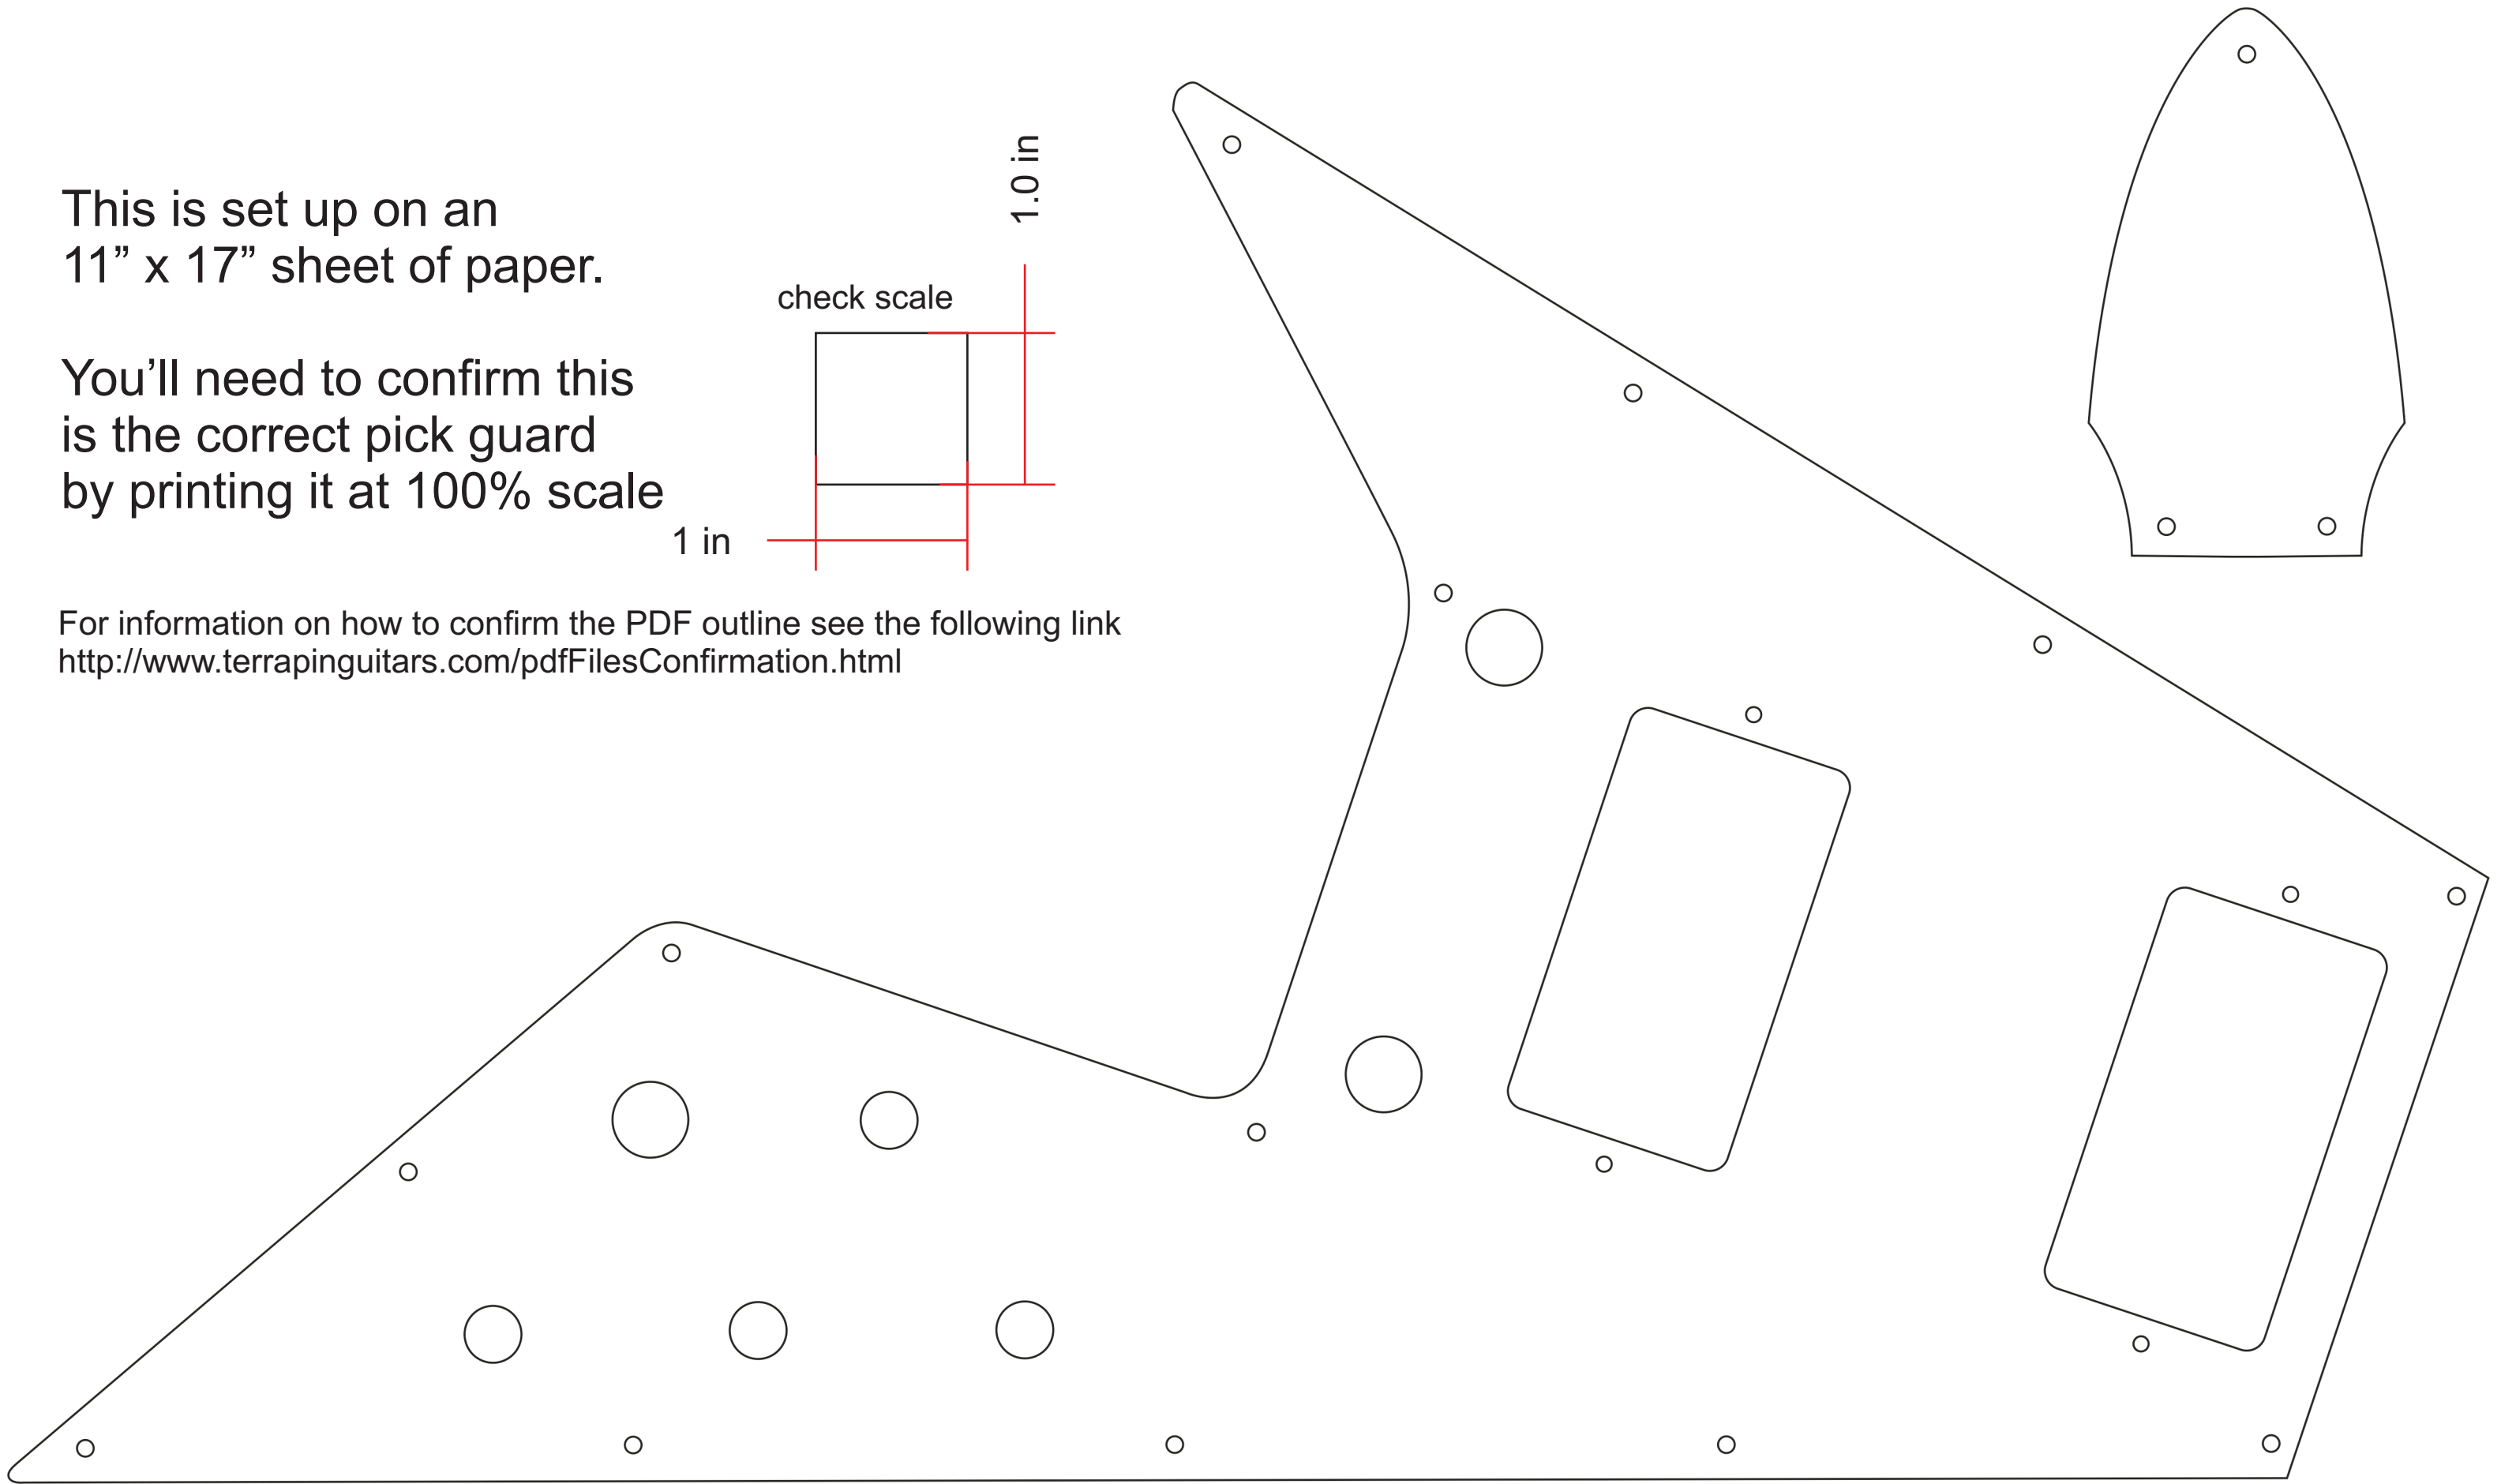 This is set up on an
11” x 17” sheet of paper.
You’ll need to confirm this
is the correct pick guard
by printing it at 100% scale
check scale
1.0 in
1 in
For information on how to confirm the PDF outline see the following link
http://www.terrapinguitars.com/pdfFilesConfirmation.html